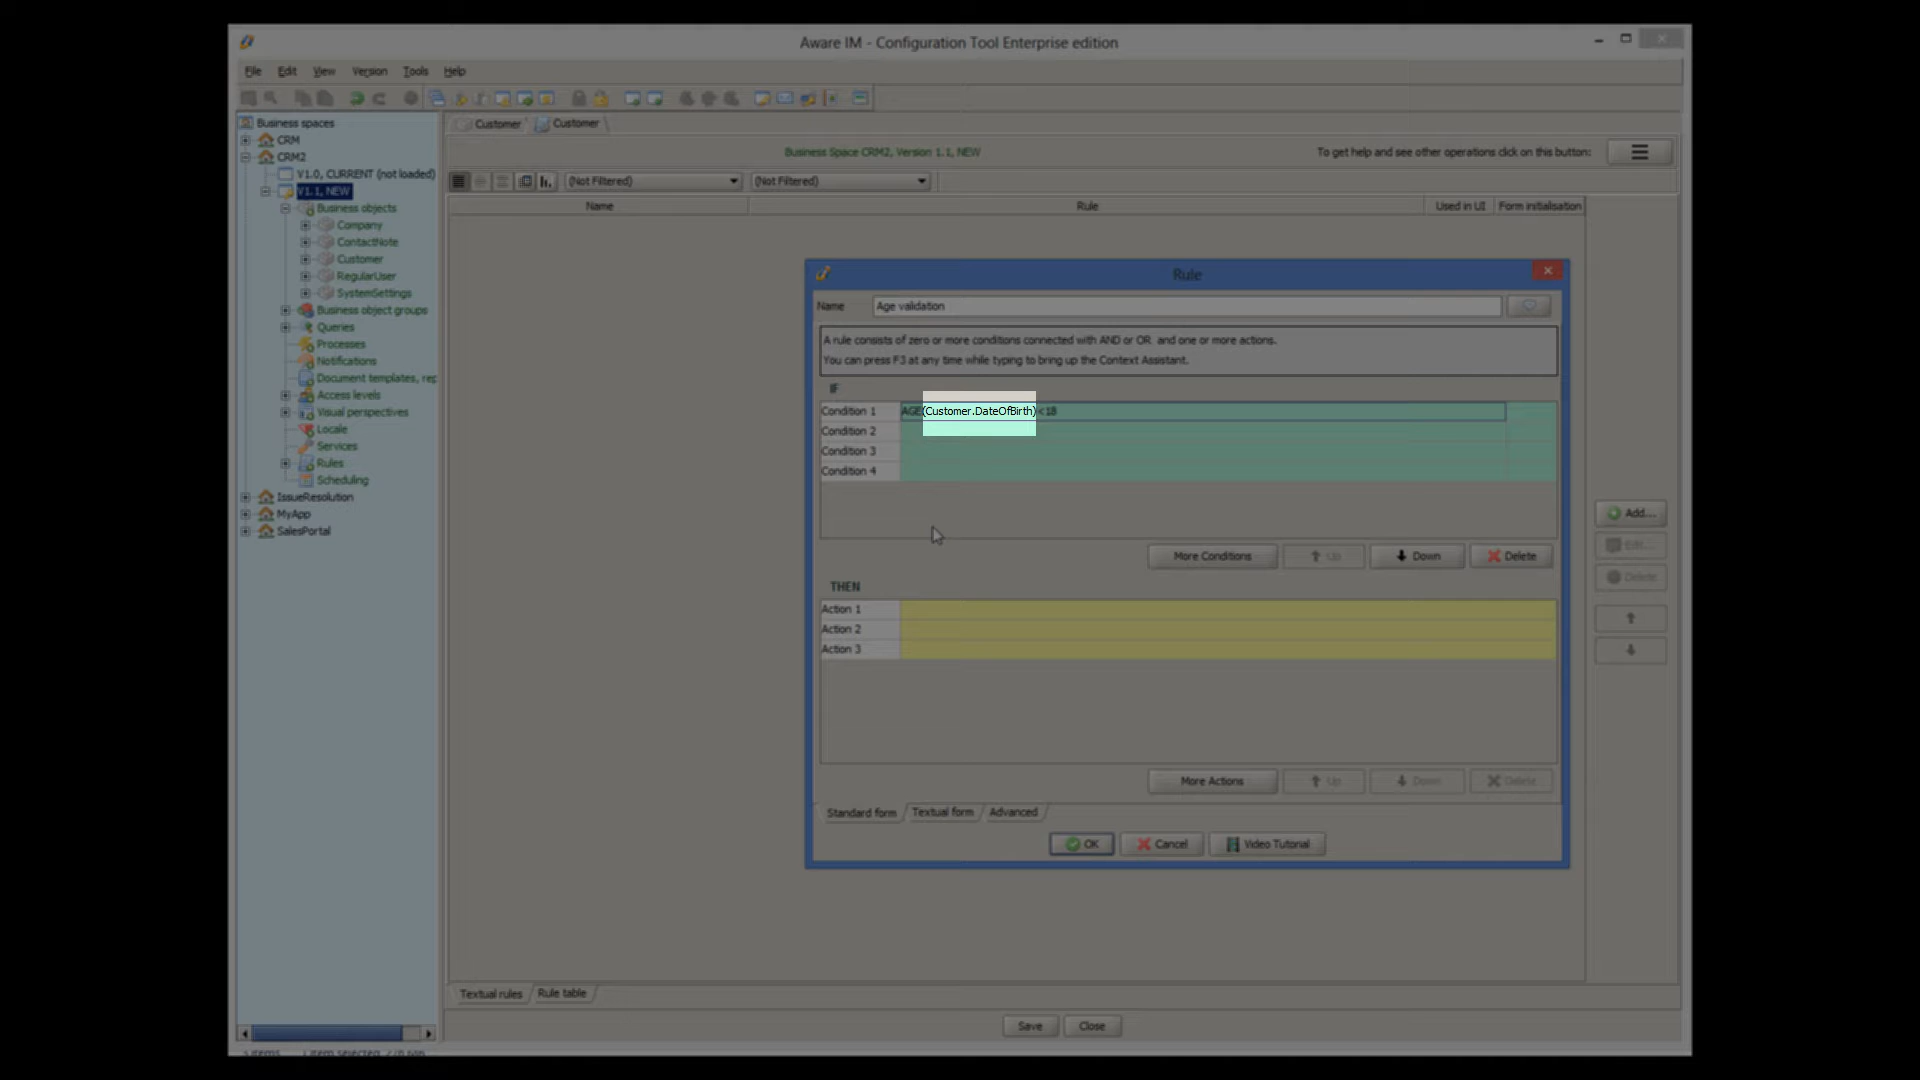 Aware IM - Configuration Tool Enterprise edition
File Edit View Version Tools Help
Business spaces
CRM
CRM2
V1.0, CURRENT (not loaded)
V1.1, NEW
Business objects
Company
ContactNote
Customer
RegularUser
SystemSettings
Business object groups
Queries
Processes
Notifications
Document templates, rep
Access levels
Visual perspectives
Locale
Services
Rules
Scheduling
IssueResolution
MyApp
SalesPortal
Customer Customer
Business Space CRM2, Version 1.1, NEW
To get help and see other operations click on this button:
(Not Filtered) (Not Filtered)
Name Rule Used in UI Form initialisation
Rule
Name Age validation
A rule consists of zero or more conditions connected with AND or OR and one or more actions.
You can press F3 at any time while typing to bring up the Context Assistant.
IF
Condition 1 AGE(Customer.DateOfBirth)<18
Condition 2
Condition 3
Condition 4
More Conditions Up Down Delete
THEN
Action 1
Action 2
Action 3
More Actions Up Down Delete
Standard form Textual form Advanced
OK Cancel Video Tutorial
Add...
Edit...
Delete
Textual rules Rule table
Save Close